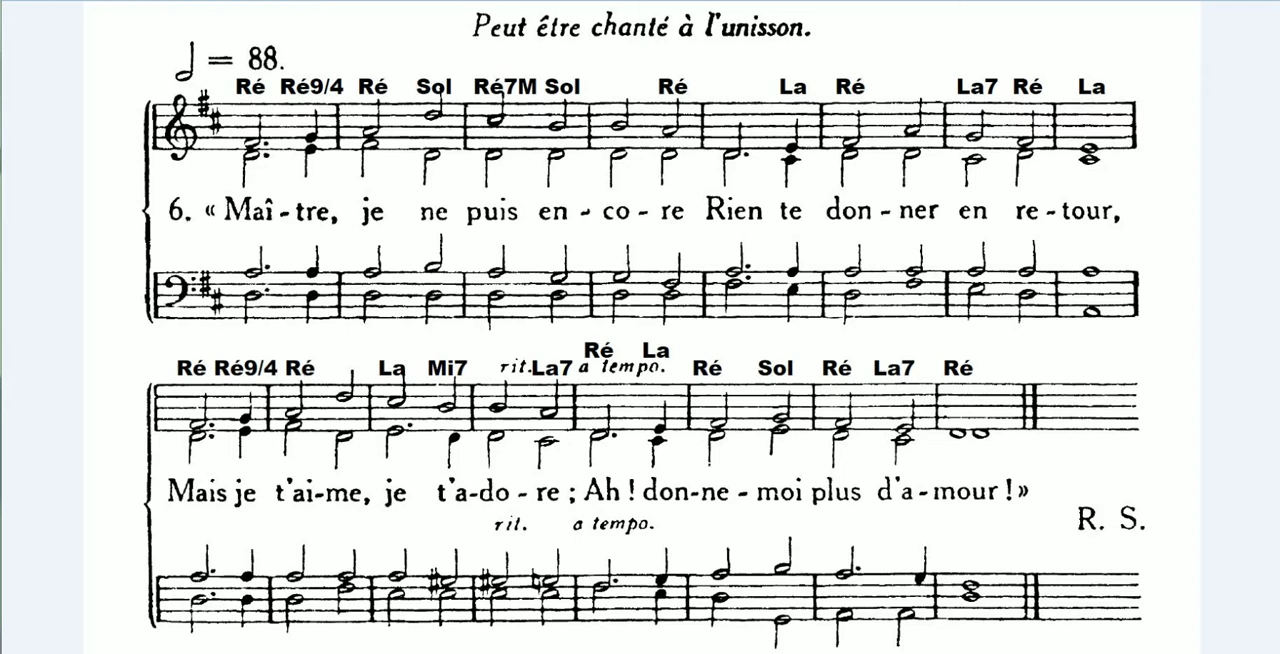 Peut être chanté à l'unisson.
= 88.
Ré Ré9/4 Ré Sol Ré7M Sol Ré La Ré La7 Ré La
6. « Maî - tre, je ne puis en - co - re Rien te don - ner en re - tour,
Ré La
Ré Ré9/4 Ré La Mi7 rit. La7 a tempo. Ré Sol Ré La7 Ré
Mais je t'ai-me, je t'a-do - re ; Ah ! don-ne - moi plus d'a - mour ! »
R. S.
rit. a tempo.